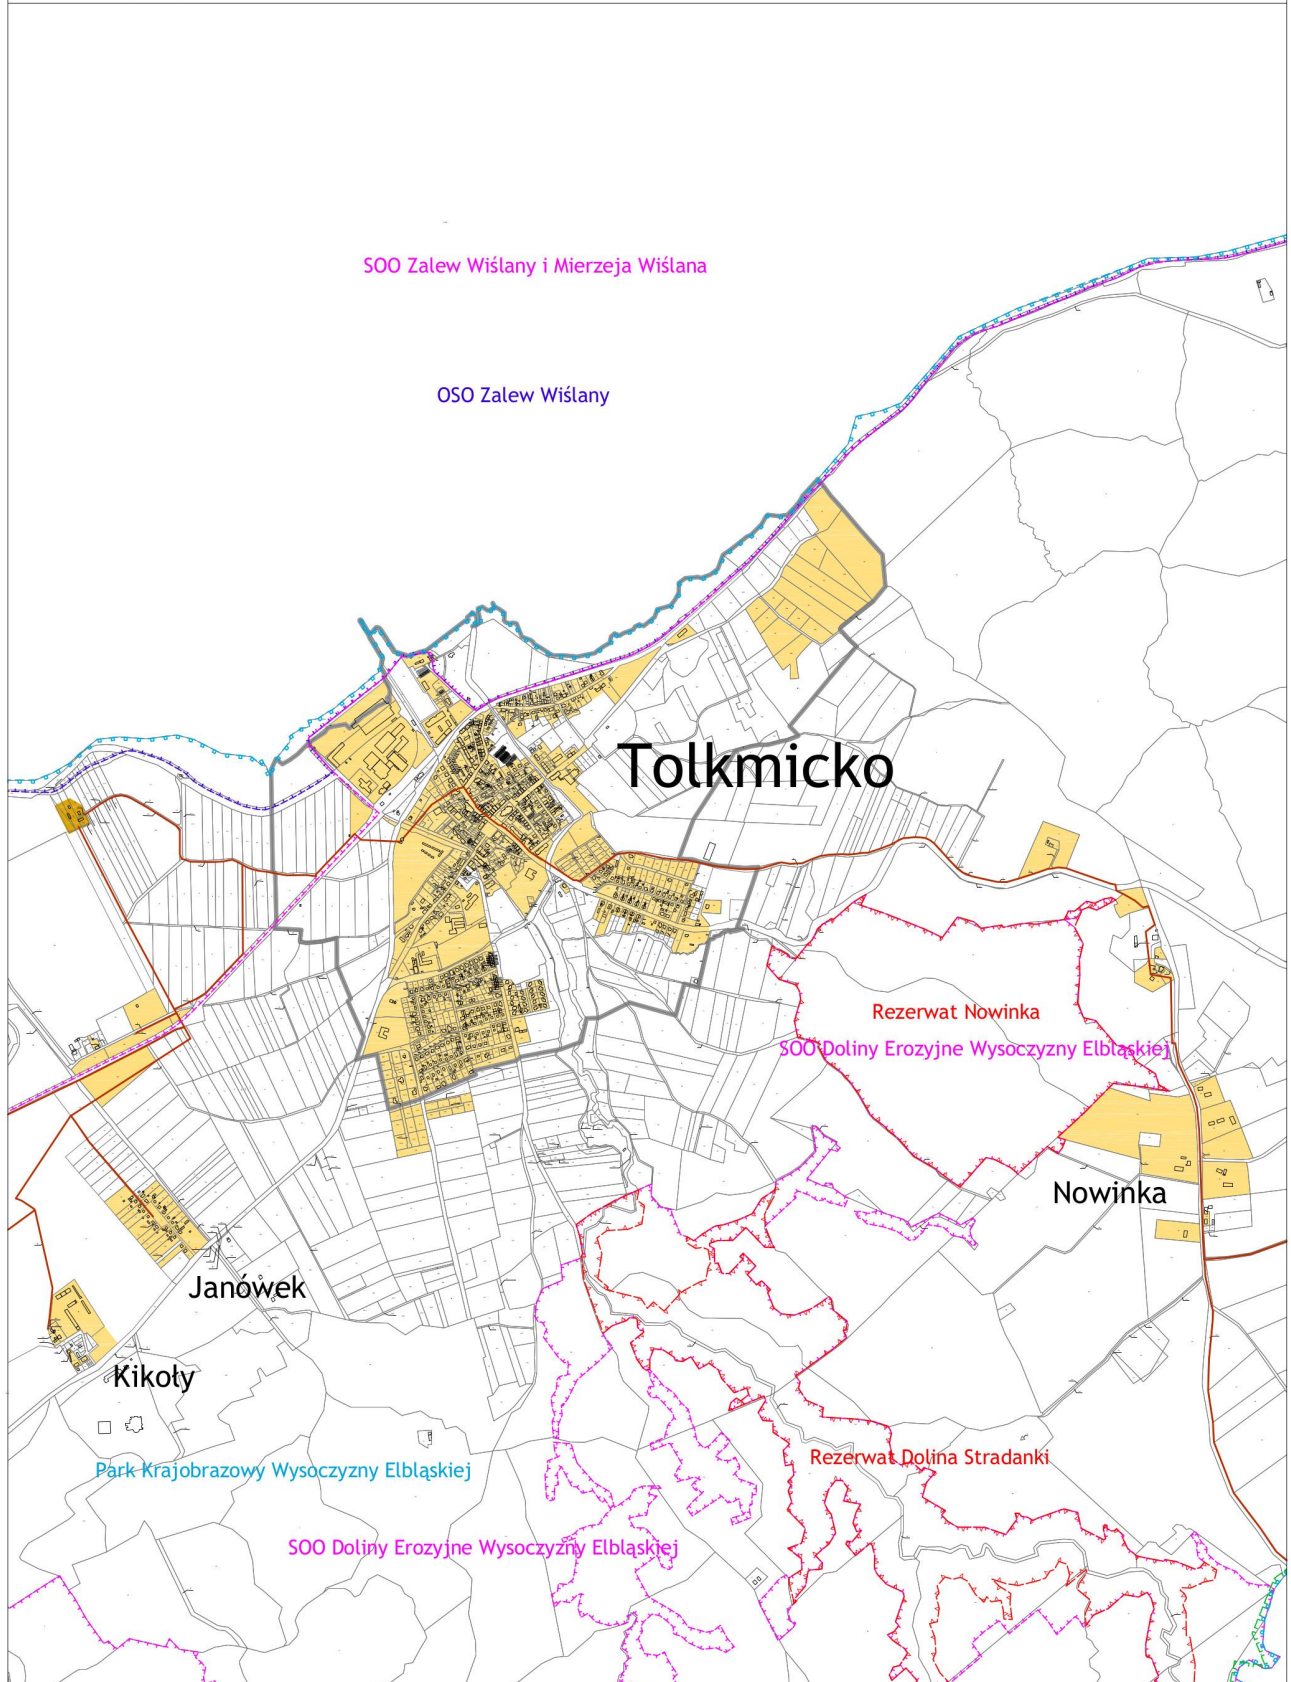 SOO Zalew Wiślany i Mierzeja Wiślana
OSO Zalew Wiślany
Tolkmicko
Rezerwat Nowinka
SOO Doliny Erozyjne Wysoczyzny Elbląskiej
Nowinka
Janówek
Kikoły
Rezerwat Dolina Stradanki
Park Krajobrazowy Wysoczyzny Elbląskiej
SOO Doliny Erozyjne Wysoczyzny Elbląskiej